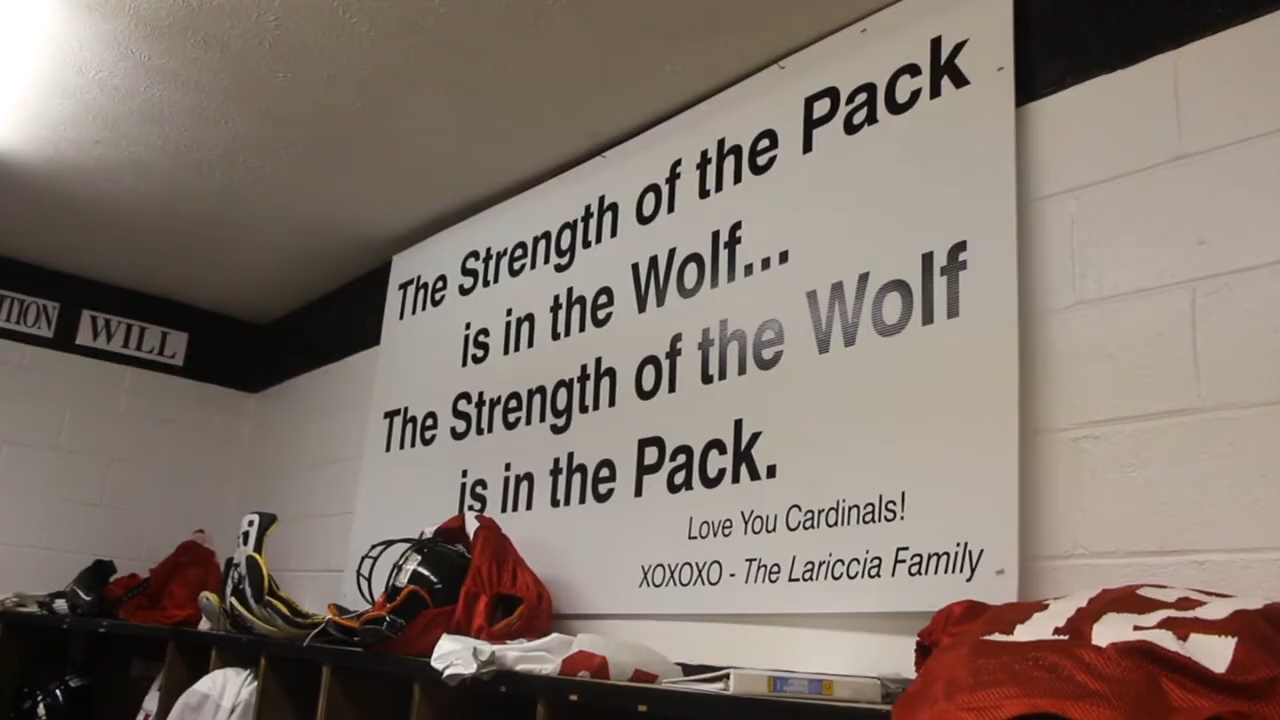 The Strength of the Pack
is in the Wolf...
The Strength of the Wolf
is in the Pack.
Love You Cardinals!
XOXOXO - The Lariccia Family
TION
WILL